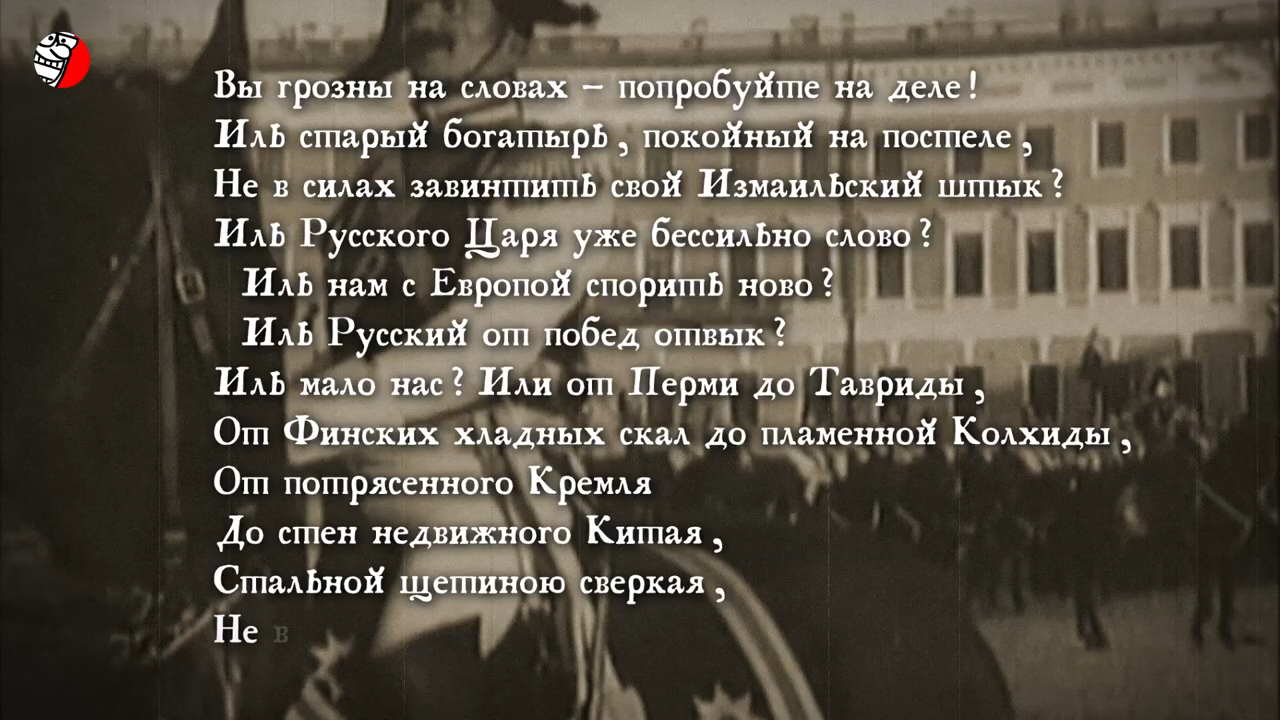 Вы грозны на словах – попробуйте на деле!
Иль старый богатырь, покойный на постеле,
Не в силах завинтить свой Измаильский штык?
Иль Русского Царя уже бессильно слово?
Иль нам с Европой спорить ново?
Иль Русский от побед отвык?
Иль мало нас? Или от Перми до Тавриды,
От Финских хладных скал до пламенной Колхиды,
От потрясенного Кремля
До стен недвижного Китая,
Стальной щетиною сверкая,
Не в